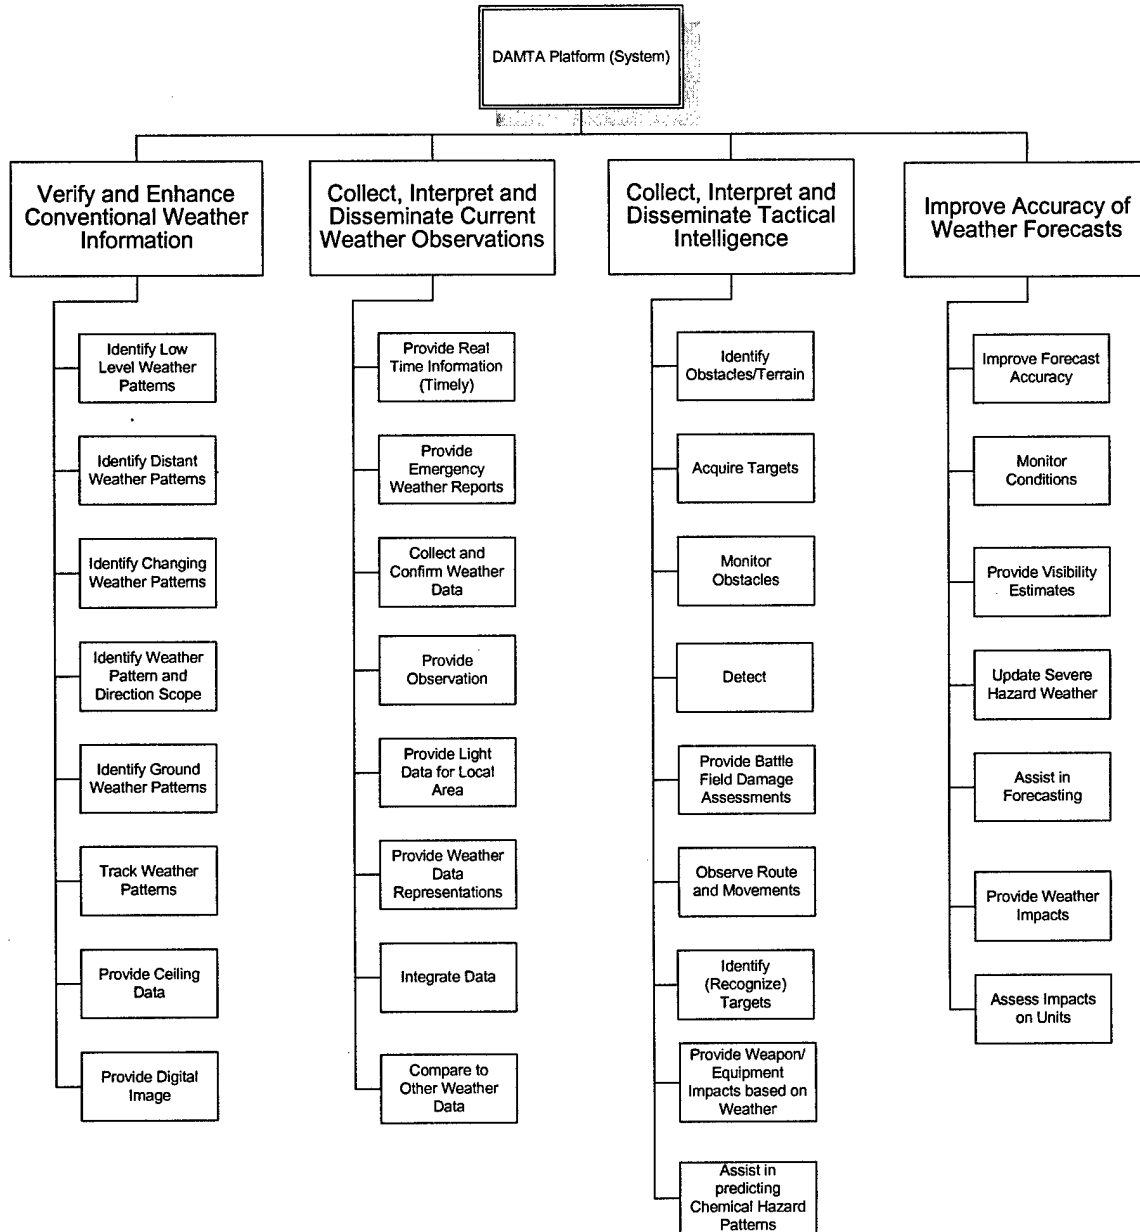 DAMTA Platform (System)
Verify and Enhance
Conventional Weather
Information
Collect, Interpret and
Disseminate Current
Weather Observations
Collect, Interpret and
Disseminate Tactical
Intelligence
Improve Accuracy of
Weather Forecasts
Identify Low
Level Weather
Patterns
Identify Distant
Weather Patterns
Identify Changing
Weather Patterns
Identify Weather
Pattern and
Direction Scope
Identify Ground
Weather Patterns
Track Weather
Patterns
Provide Ceiling
Data
Provide Digital
Image
Provide Real
Time Information
(Timely)
Provide
Emergency
Weather Reports
Collect and
Confirm Weather
Data
Provide
Observation
Provide Light
Data for Local
Area
Provide Weather
Data
Representations
Integrate Data
Compare to
Other Weather
Data
Identify
Obstacles/Terrain
Acquire Targets
Monitor
Obstacles
Detect
Provide Battle
Field Damage
Assessments
Observe Route
and Movements
Identify
(Recognize)
Targets
Provide Weapon/
Equipment
Impacts based on
Weather
Assist in
predicting
Chemical Hazard
Patterns
Improve Forecast
Accuracy
Monitor
Conditions
Provide Visibility
Estimates
Update Severe
Hazard Weather
Assist in
Forecasting
Provide Weather
Impacts
Assess Impacts
on Units